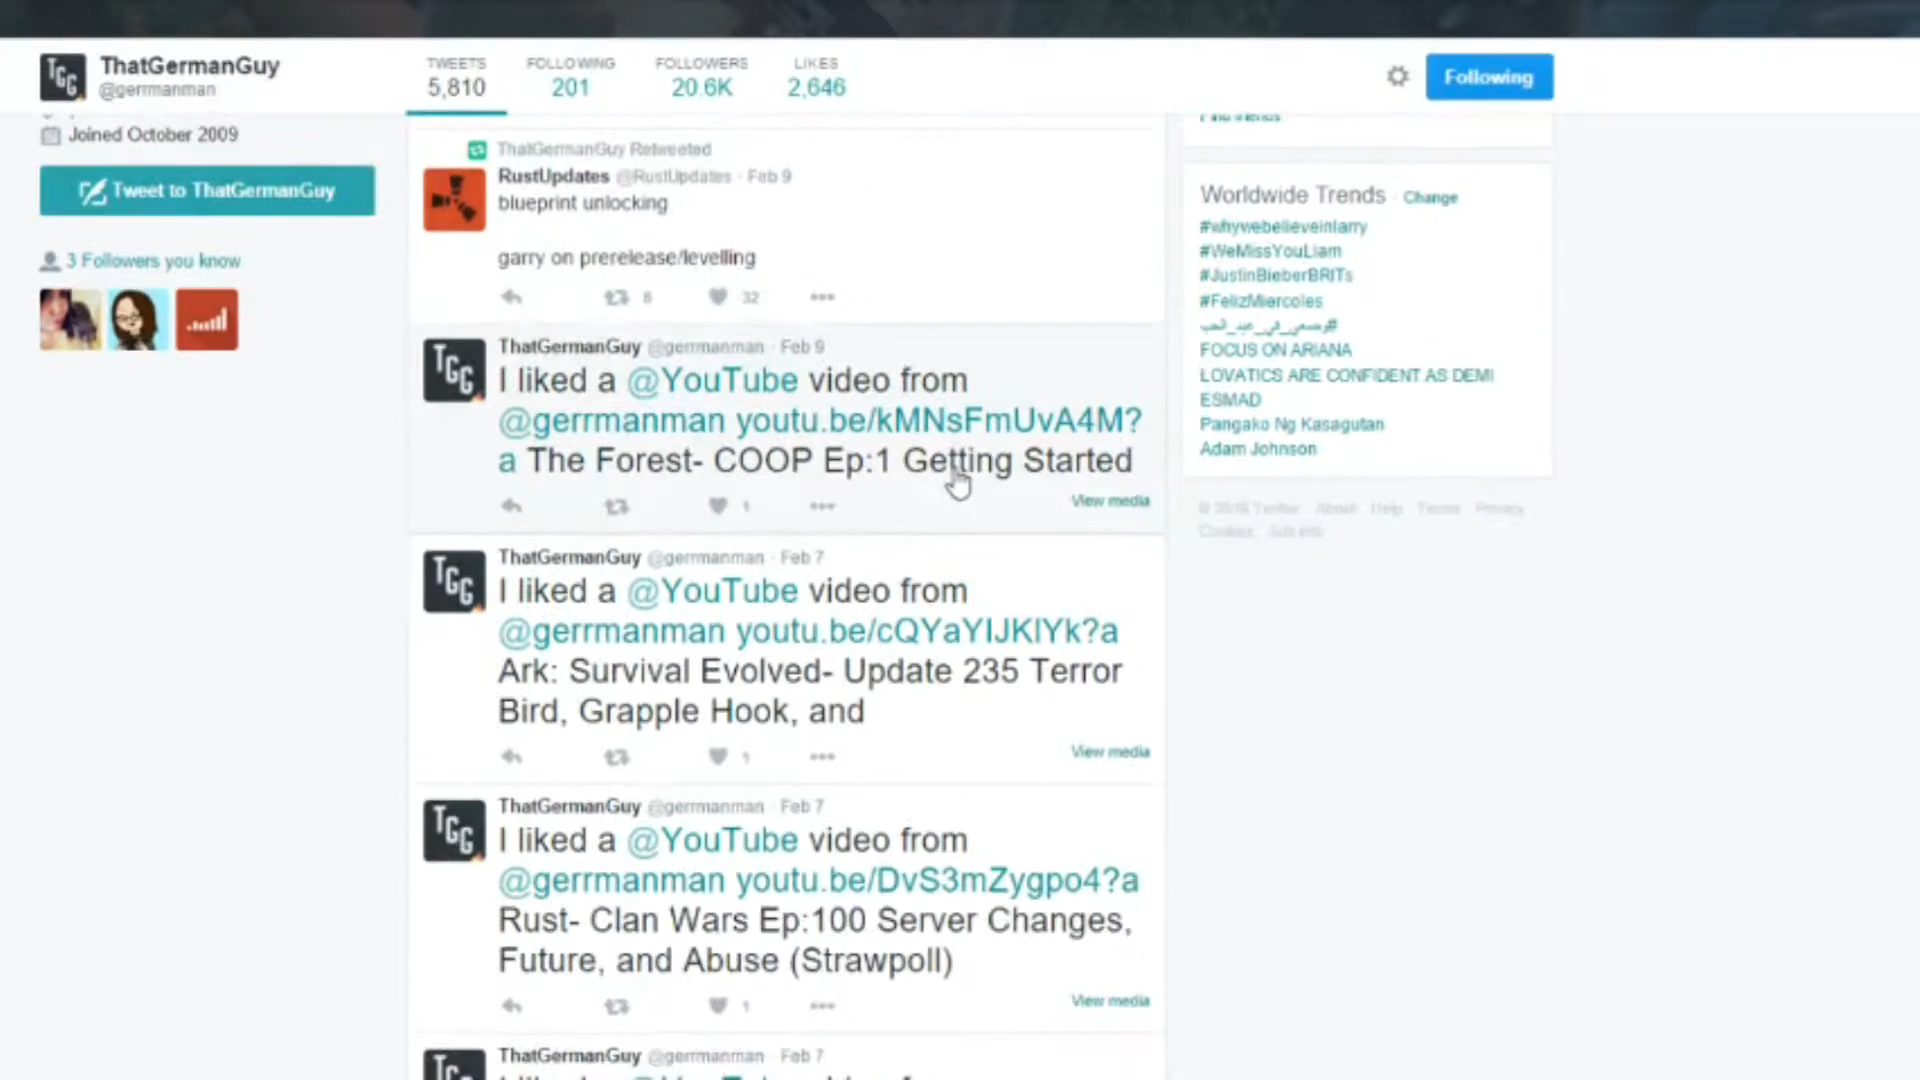 ThatGermanGuy
@gerrmanman
TWEETS
5,810
FOLLOWING
201
FOLLOWERS
20.6K
LIKES
2,646
Following
Joined October 2009
Tweet to ThatGermanGuy
3 Followers you know
ThatGermanGuy Retweeted
RustUpdates @RustUpdates · Feb 9
blueprint unlocking
garry on prerelease/levelling
8
32
TGG
ThatGermanGuy @gerrmanman · Feb 9
I liked a @YouTube video from
@gerrmanman youtu.be/kMNsFmUvA4M?
a The Forest- COOP Ep:1 Getting Started
1
View media
TGG
ThatGermanGuy @gerrmanman · Feb 7
I liked a @YouTube video from
@gerrmanman youtu.be/cQYaYIJKlYk?a
Ark: Survival Evolved- Update 235 Terror
Bird, Grapple Hook, and
1
View media
TGG
ThatGermanGuy @gerrmanman · Feb 7
I liked a @YouTube video from
@gerrmanman youtu.be/DvS3mZygpo4?a
Rust- Clan Wars Ep:100 Server Changes,
Future, and Abuse (Strawpoll)
1
View media
ThatGermanGuy @gerrmanman · Feb 7
Find friends
Worldwide Trends · Change
#whywebelieveinlarry
#WeMissYouLiam
#JustinBieberBRITs
#FelizMiercoles
FOCUS ON ARIANA
LOVATICS ARE CONFIDENT AS DEMI
ESMAD
Pangako Ng Kasagutan
Adam Johnson
© 2016 Twitter About Help Terms Privacy
Cookies Ads info